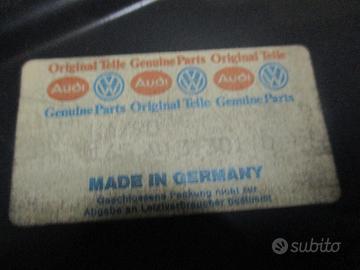 Original Teile Genuine Parts Original Teile
Audi Audi Audi
Genuine Parts Original Teile Genuine Parts
MADE IN GERMANY
Geschlossene Packung nicht zur
Abgabe an Letztverbraucher bestimmt
subito